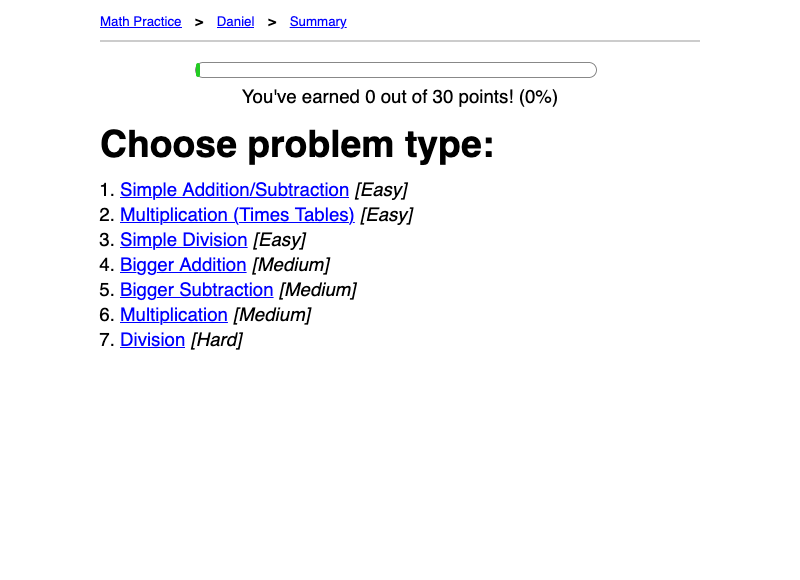 Math Practice > Daniel > Summary
You've earned 0 out of 30 points! (0%)
Choose problem type:
1. Simple Addition/Subtraction [Easy]
2. Multiplication (Times Tables) [Easy]
3. Simple Division [Easy]
4. Bigger Addition [Medium]
5. Bigger Subtraction [Medium]
6. Multiplication [Medium]
7. Division [Hard]